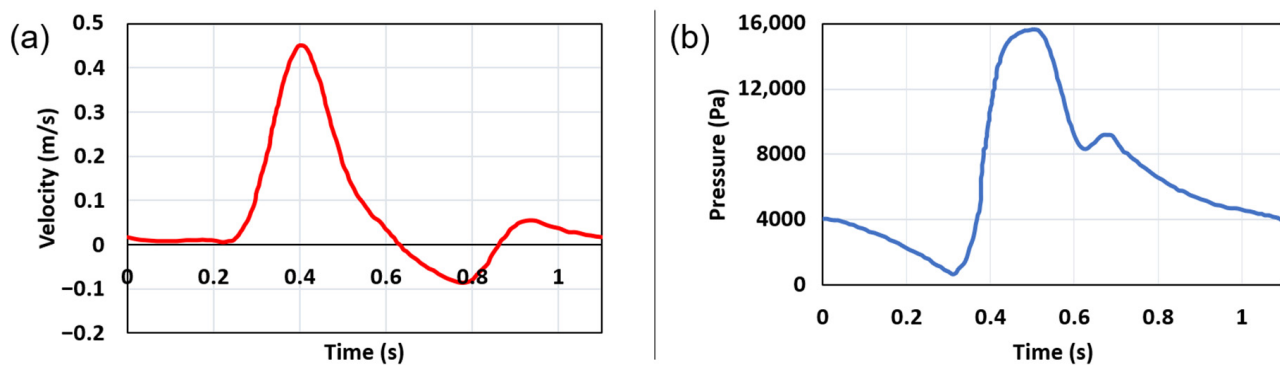 (a)
Velocity (m/s)
0.5
0.4
0.3
0.2
0.1
0
−0.1
−0.2
0 0.2 0.4 0.6 0.8 1
Time (s)
(b)
Pressure (Pa)
16,000
12,000
8000
4000
0
0 0.2 0.4 0.6 0.8 1
Time (s)